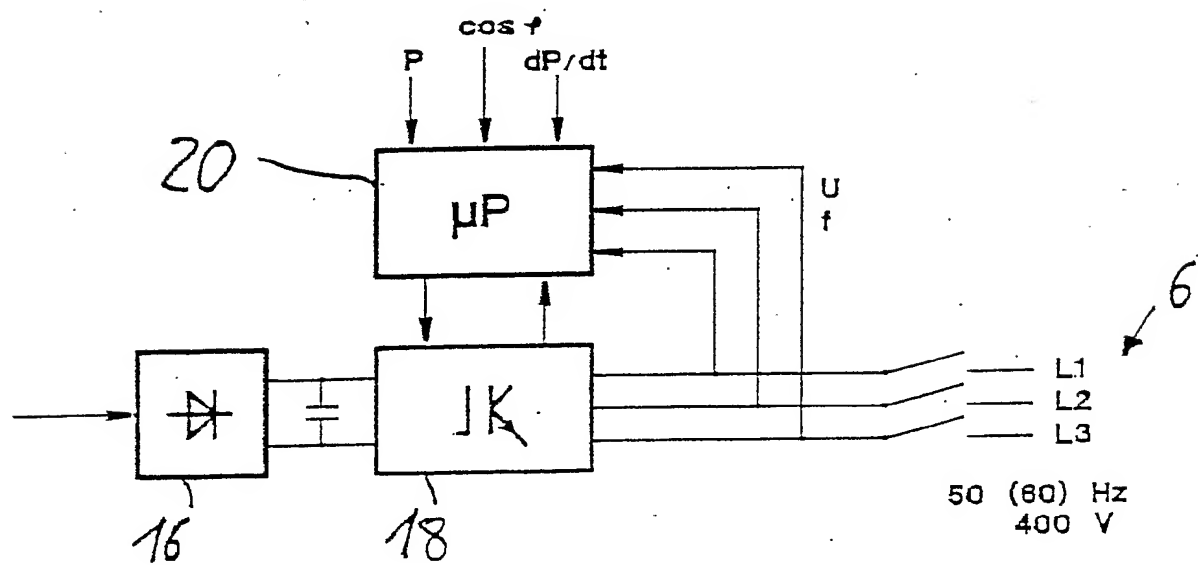 cos φ
P
dP/dt
20
µP
U
f
6
L1
L2
L3
16
18
50 (60) Hz
400 V